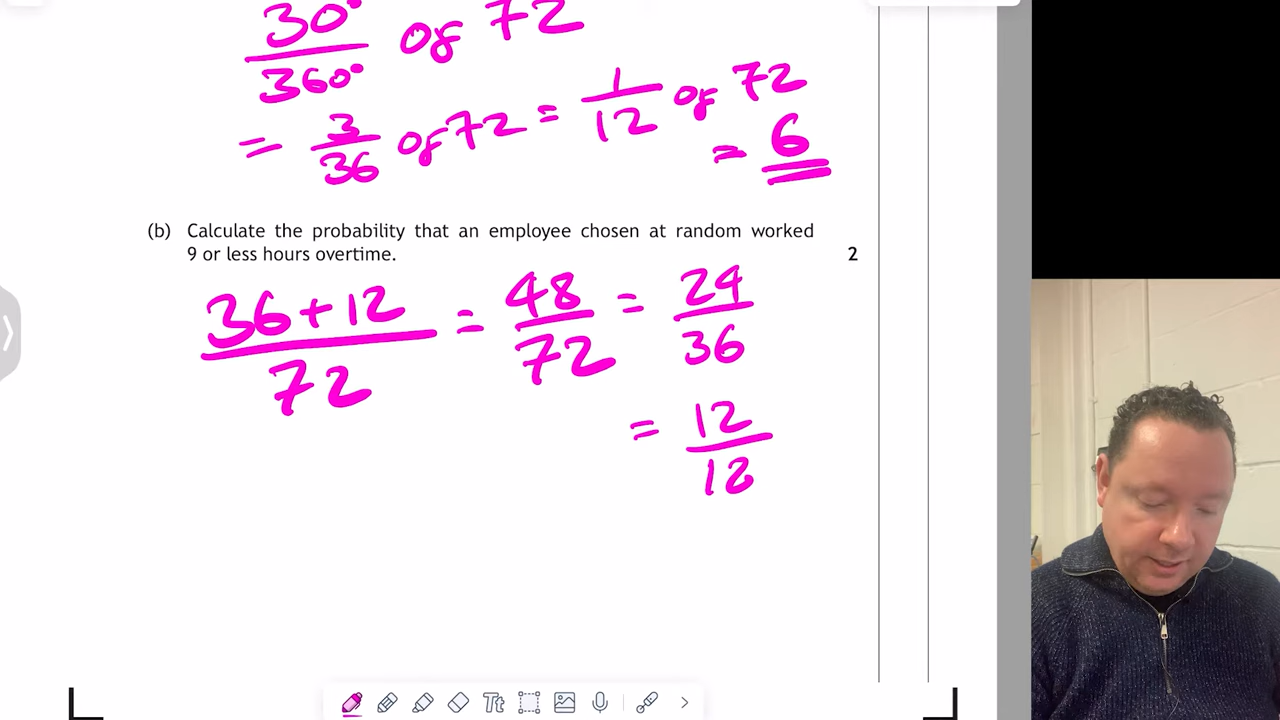 30°/360° of 72
= 3/36 of 72 = 1/12 of 72
= 6
(b) Calculate the probability that an employee chosen at random worked
9 or less hours overtime.
2
36+12/72 = 48/72 = 24/36
= 12/18
Tt